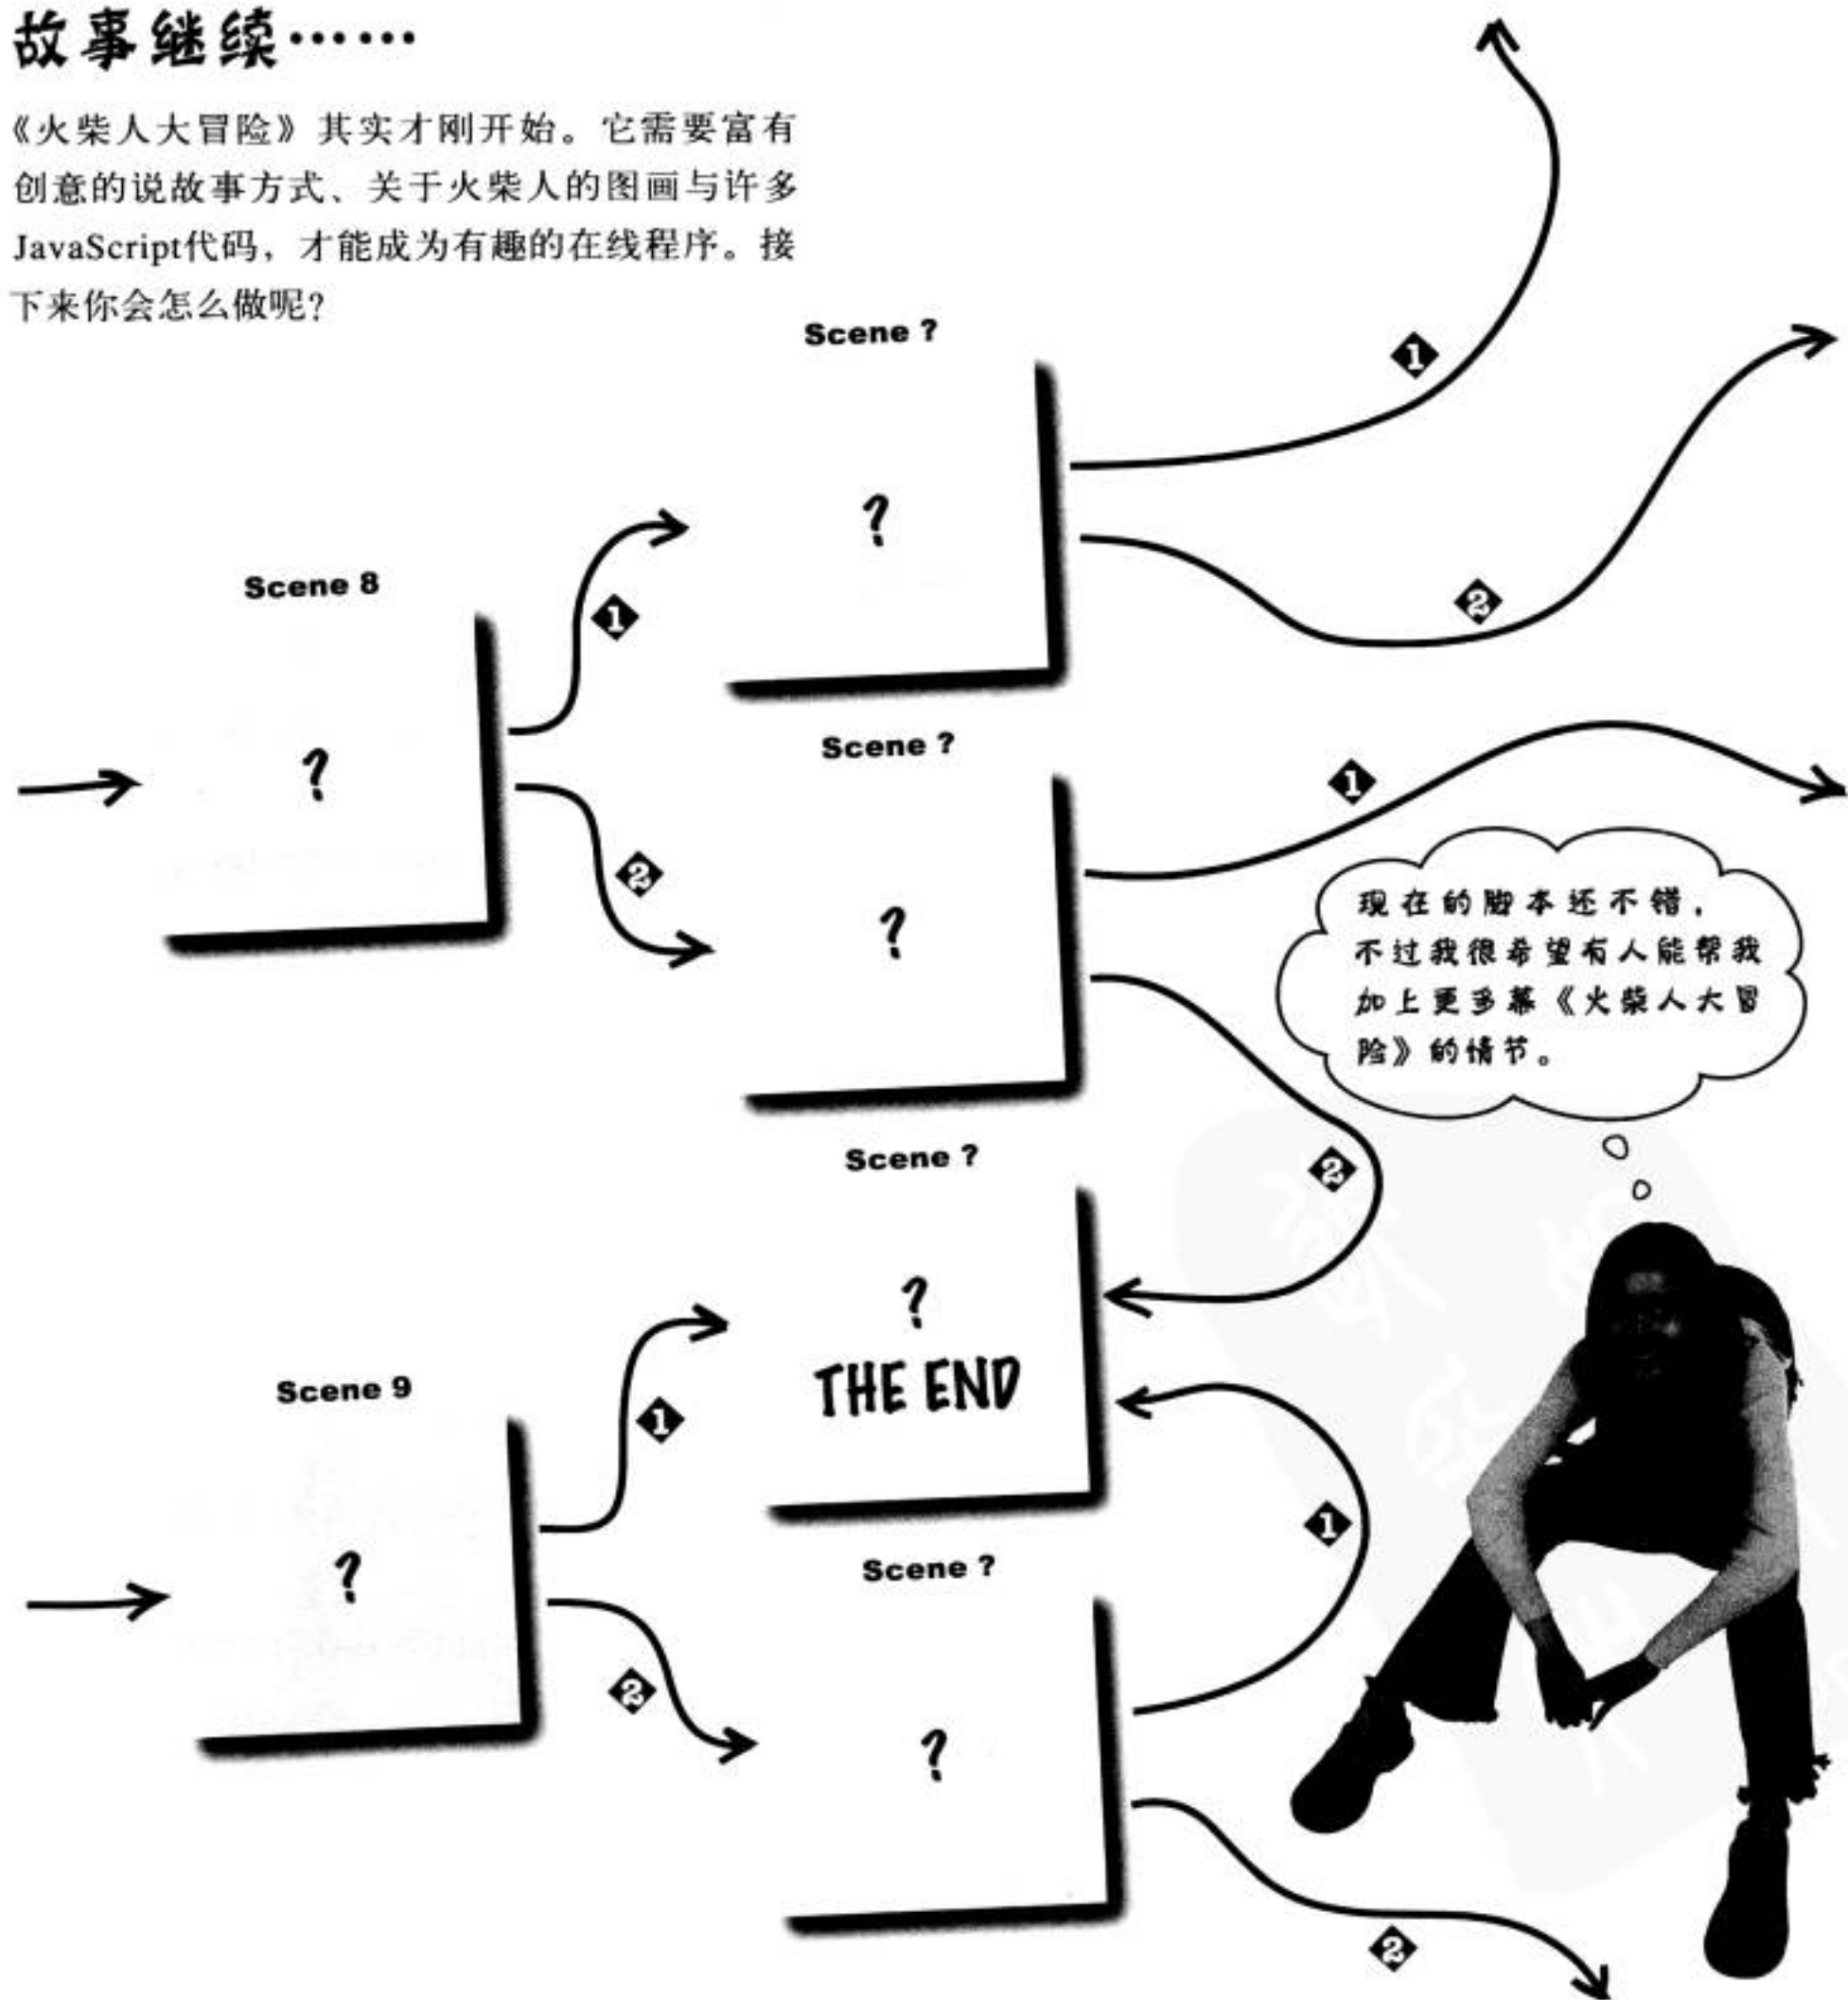 故事继续······
《火柴人大冒险》其实才刚开始。它需要富有
创意的说故事方式、关于火柴人的图画与许多
JavaScript代码，才能成为有趣的在线程序。接
下来你会怎么做呢？
Scene ?
1
?
2
Scene 8
1
?
2
Scene ?
1
?
2
现在的脚本还不错，
不过我很希望有人能帮我
加上更多幕《火柴人大冒
险》的情节。
Scene ?
?
THE END
Scene 9
1
?
2
Scene ?
1
?
2